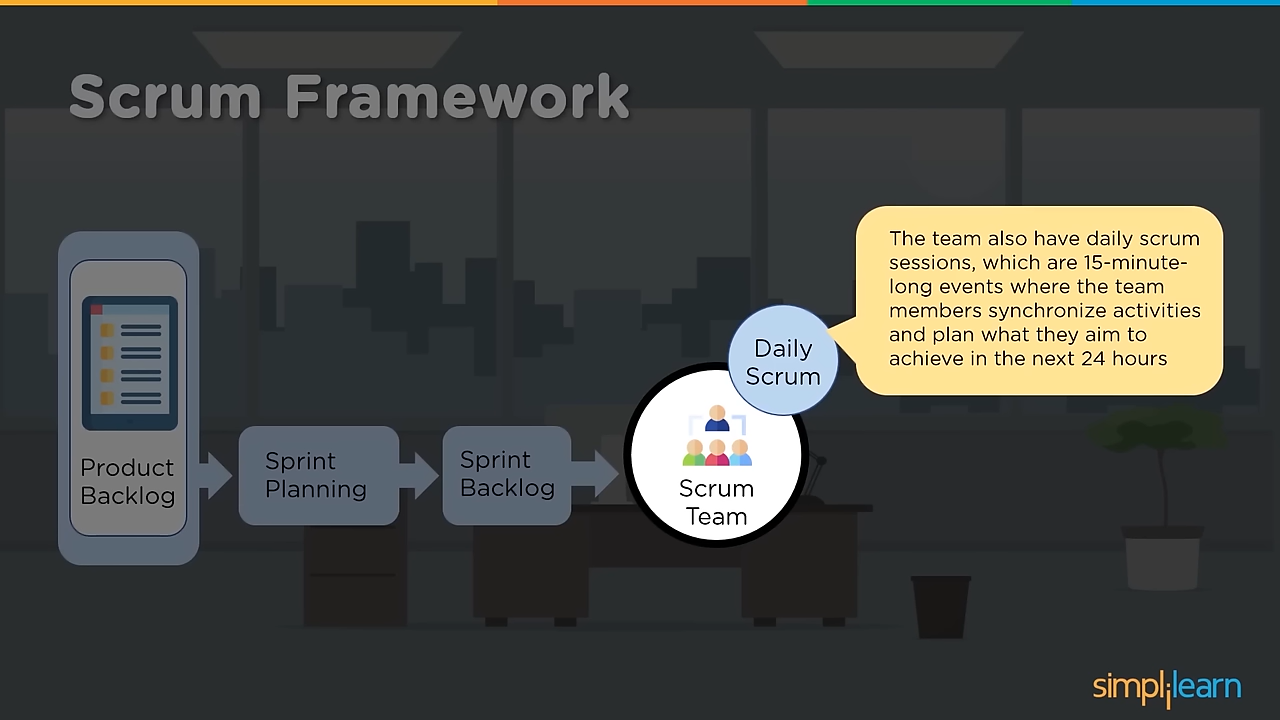 Scrum Framework
The team also have daily scrum
sessions, which are 15-minute-
long events where the team
members synchronize activities
and plan what they aim to
achieve in the next 24 hours
Daily
Scrum
Product
Backlog
Sprint
Planning
Sprint
Backlog
Scrum
Team
simplilearn